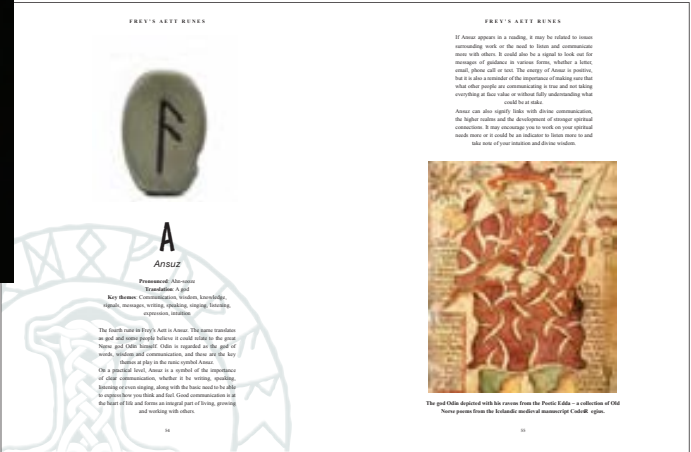 FREY'S AETT RUNES
A
Ansuz
Pronounced: Ahn-sooze
Translation: A god
Key themes: Communication, wisdom, knowledge,
signals, messages, writing, speaking, singing, listening,
expression, intuition
The fourth rune in Frey's Aett is Ansuz. The name translates
as god and some people believe it could relate to the great
Norse god Odin himself. Odin is regarded as the god of
words, wisdom and communication, and these are the key
themes at play in the runic symbol Ansuz.
On a practical level, Ansuz is a symbol of the importance
of clear communication, whether it be writing, speaking,
listening or even singing, along with the basic need to be able
to express how you think and feel. Good communication is at
the heart of life and forms an integral part of living, growing
and working with others.
54
FREY'S AETT RUNES
If Ansuz appears in a reading, it may be related to issues
surrounding work or the need to listen and communicate
more with others. It could also be a signal to look out for
messages of guidance in various forms, whether a letter,
email, phone call or text. The energy of Ansuz is positive,
but it is also a reminder of the importance of making sure that
what other people are communicating is true and not taking
everything at face value or without fully understanding what
could be at stake.
Ansuz can also signify links with divine communication,
the higher realms and the development of stronger spiritual
connections. It may encourage you to work on your spiritual
needs more or it could be an indicator to listen more to and
take note of your intuition and divine wisdom.
The god Odin depicted with his ravens from the Poetic Edda – a collection of Old
Norse poems from the Icelandic medieval manuscript CodeR egius.
55